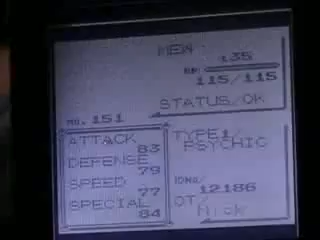 MEW
:L35
HP:
115/115
STATUS/OK
No.151
ATTACK
83
DEFENSE
79
SPEED
77
SPECIAL
84
TYPE1/
PSYCHIC
IDNo/
12186
OT/
Nick